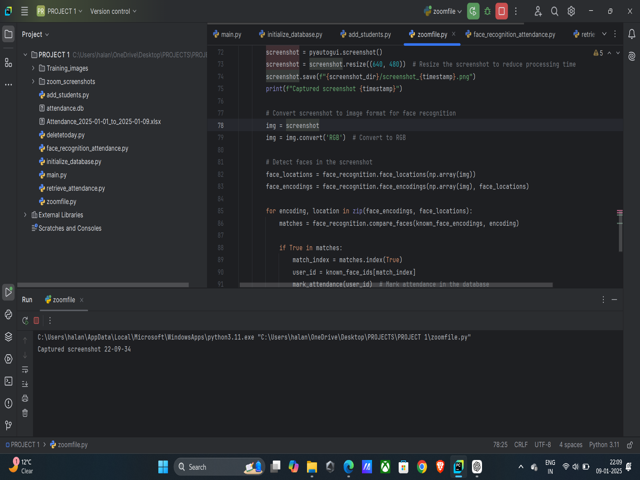 PR PROJECT 1 Version control zoomfile
Project
main.py initialize_database.py add_students.py zoomfile.py face_recognition_attendance.py retrie
PROJECT 1 C:\Users\halan\OneDrive\Desktop\PROJECTS\PROJECT 1
Training_images
zoom_screenshots
add_students.py
attendance.db
Attendance_2025-01-01_to_2025-01-09.xlsx
deletetoday.py
face_recognition_attendance.py
initialize_database.py
main.py
retrieve_attendance.py
zoomfile.py
External Libraries
Scratches and Consoles
72 screenshot = pyautogui.screenshot()
73 screenshot = screenshot.resize((640, 480)) # Resize the screenshot to reduce processing time
74 screenshot.save(f"{screenshot_dir}/screenshot_{timestamp}.png")
75 print(f"Captured screenshot {timestamp}")
76
77 # Convert screenshot to image format for face recognition
78 img = screenshot
79 img = img.convert('RGB') # Convert to RGB
80
81 # Detect faces in the screenshot
82 face_locations = face_recognition.face_locations(np.array(img))
83 face_encodings = face_recognition.face_encodings(np.array(img), face_locations)
84
85 for encoding, location in zip(face_encodings, face_locations):
86 matches = face_recognition.compare_faces(known_face_encodings, encoding)
87
88 if True in matches:
89 match_index = matches.index(True)
90 user_id = known_face_ids[match_index]
91 mark_attendance(user_id) # Mark attendance in the database
5
Run zoomfile
C:\Users\halan\AppData\Local\Microsoft\WindowsApps\python3.11.exe "C:\Users\halan\OneDrive\Desktop\PROJECTS\PROJECT 1\zoomfile.py"
Captured screenshot 22-09-34
PROJECT 1 zoomfile.py
78:25 CRLF UTF-8 4 spaces Python 3.11
12°C
Clear
Search
ENG
IN
22:09
09-01-2025